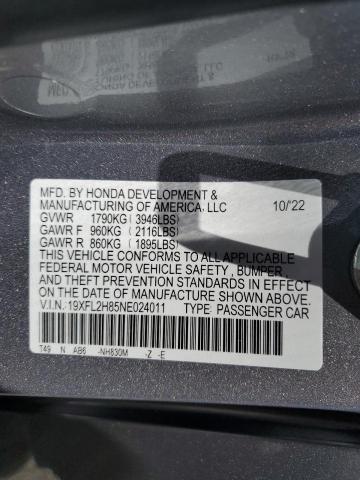 MFD. BY HONDA DEVELOPMENT &
MANUFACTURING OF AMERICA, LLC 10/'22
GVWR 1790KG ( 3946LBS)
GAWR F 960KG ( 2116LBS)
GAWR R 860KG ( 1895LBS)
THIS VEHICLE CONFORMS TO ALL APPLICABLE
FEDERAL MOTOR VEHICLE SAFETY , BUMPER ,
AND THEFT PREVENTION STANDARDS IN EFFECT
ON THE DATE OF MANUFACTURE SHOWN ABOVE.
V.I.N.:19XFL2H85NE024011 TYPE: PASSENGER CAR
T49 N AB6 -NH830M -Z -E